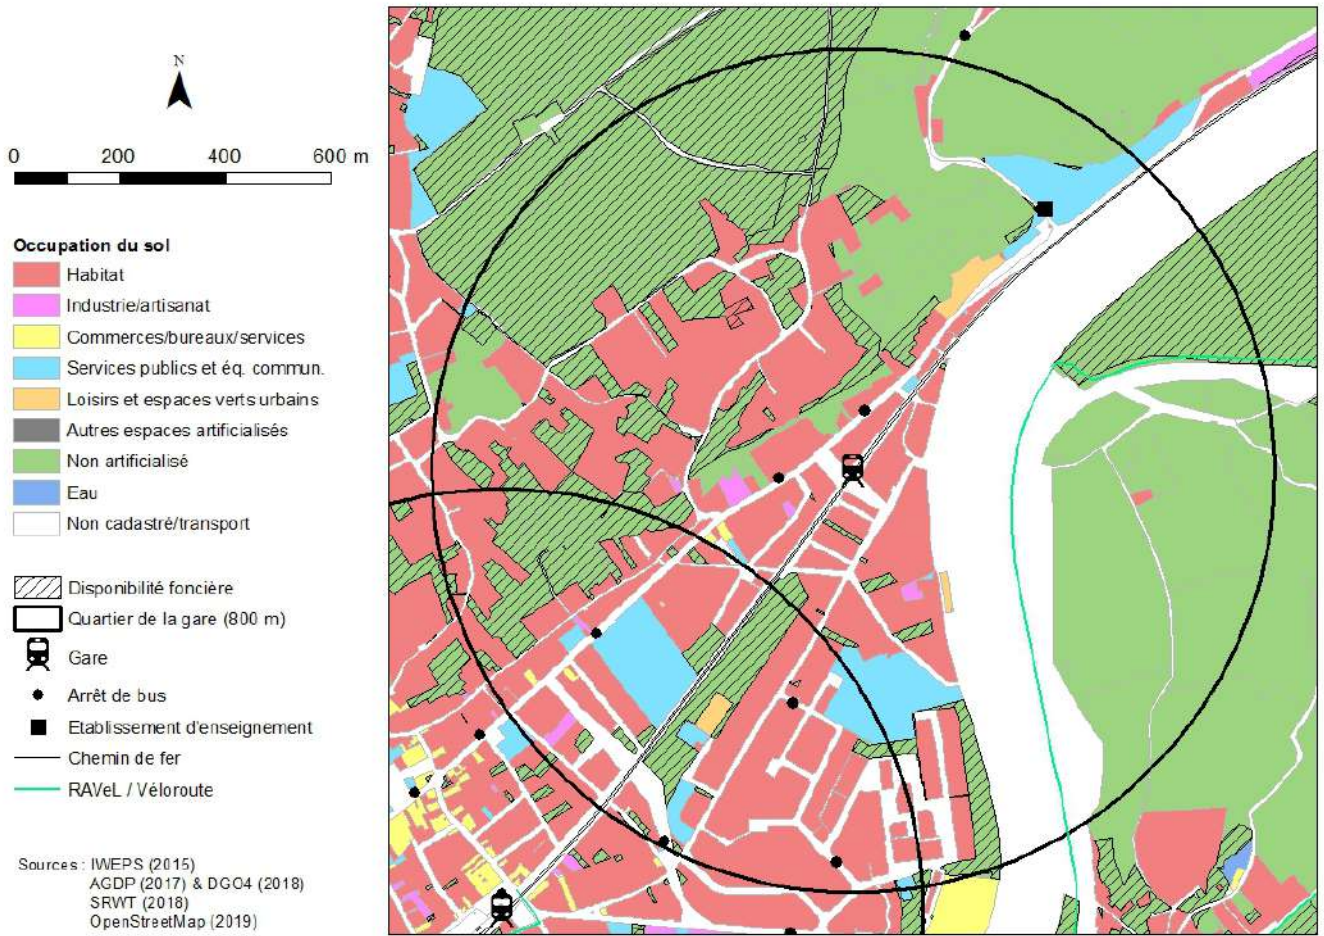 N
0 200 400 600 m
Occupation du sol
Habitat
Industrie/artisanat
Commerces/bureaux/services
Services publics et éq. commun.
Loisirs et espaces verts urbains
Autres espaces artificialisés
Non artificialisé
Eau
Non cadastré/transport
Disponibilité foncière
Quartier de la gare (800 m)
Gare
Arrêt de bus
Etablissement d'enseignement
Chemin de fer
RAVeL / Véloroute
Sources : IWEPS (2015)
AGDP (2017) & DGO4 (2018)
SRWT (2018)
OpenStreetMap (2019)